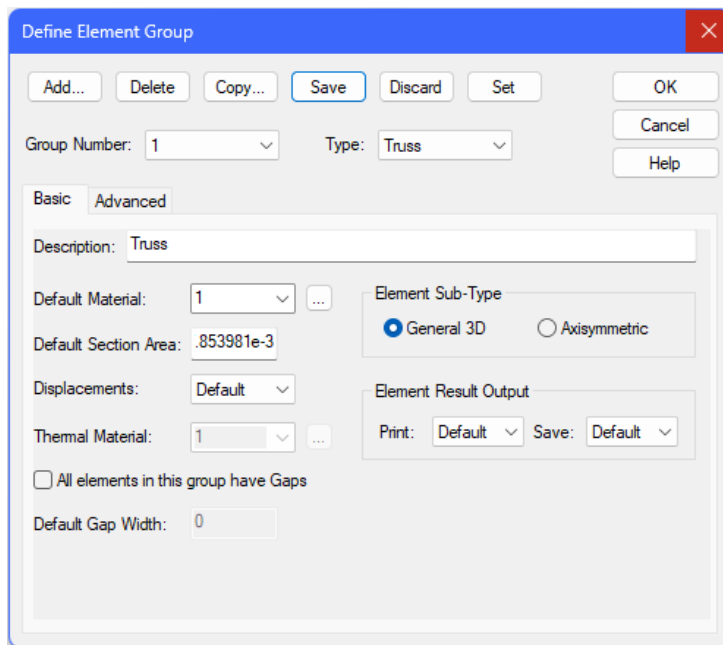 Define Element Group
Add... Delete Copy... Save Discard Set OK
Cancel
Group Number: 1 Type: Truss
Help
Basic Advanced
Description: Truss
Default Material: 1 ... Element Sub-Type
General 3D Axisymmetric
Default Section Area: .853981e-3
Displacements: Default Element Result Output
Thermal Material: 1 ... Print: Default Save: Default
All elements in this group have Gaps
Default Gap Width: 0